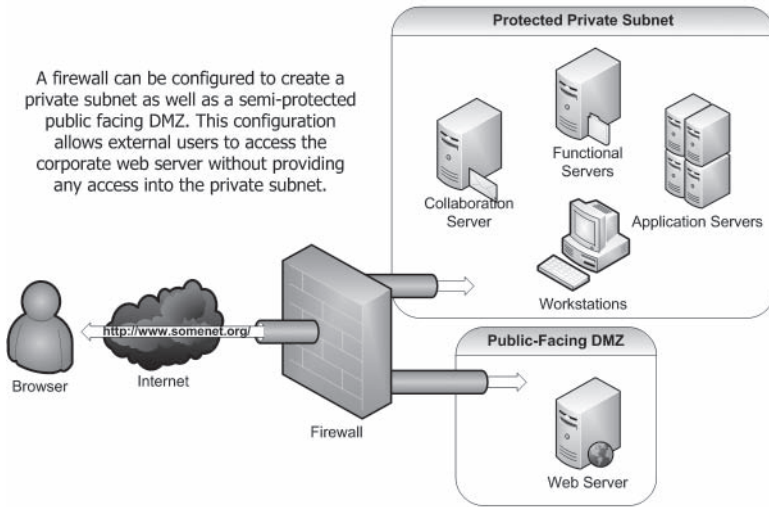 Protected Private Subnet
A firewall can be configured to create a
private subnet as well as a semi-protected
public facing DMZ. This configuration
allows external users to access the
corporate web server without providing
any access into the private subnet.
Functional
Servers
Collaboration
Server
Application Servers
Workstations
http://www.somenet.org/
Browser
Internet
Firewall
Public-Facing DMZ
Web Server